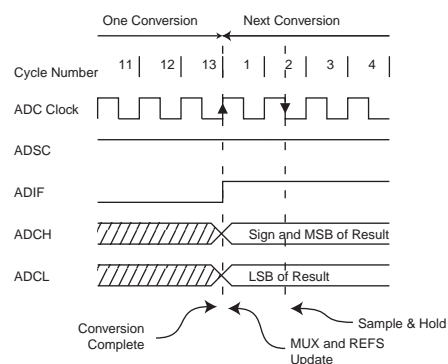 One Conversion
Next Conversion
Cycle Number
11
12
13
1
2
3
4
ADC Clock
ADSC
ADIF
ADCH
Sign and MSB of Result
ADCL
LSB of Result
Conversion
Complete
MUX and REFS
Update
Sample & Hold